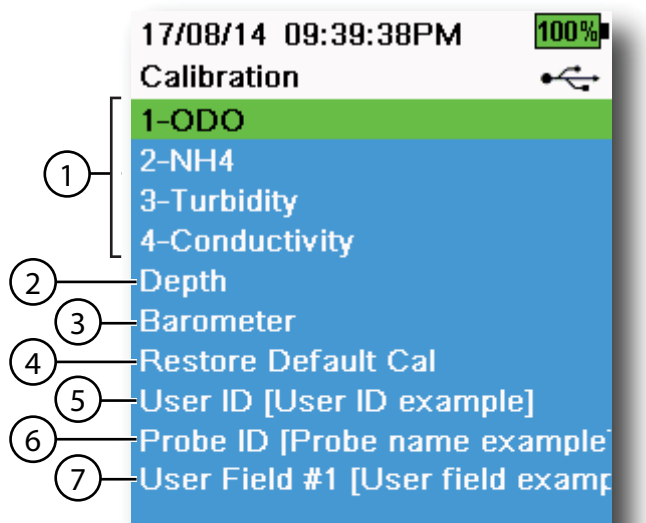 17/08/14 09:39:38PM 100%
Calibration
1-ODO
2-NH4
3-Turbidity
4-Conductivity
Depth
Barometer
Restore Default Cal
User ID [User ID example]
Probe ID [Probe name example]
User Field #1 [User field examp
1
2
3
4
5
6
7